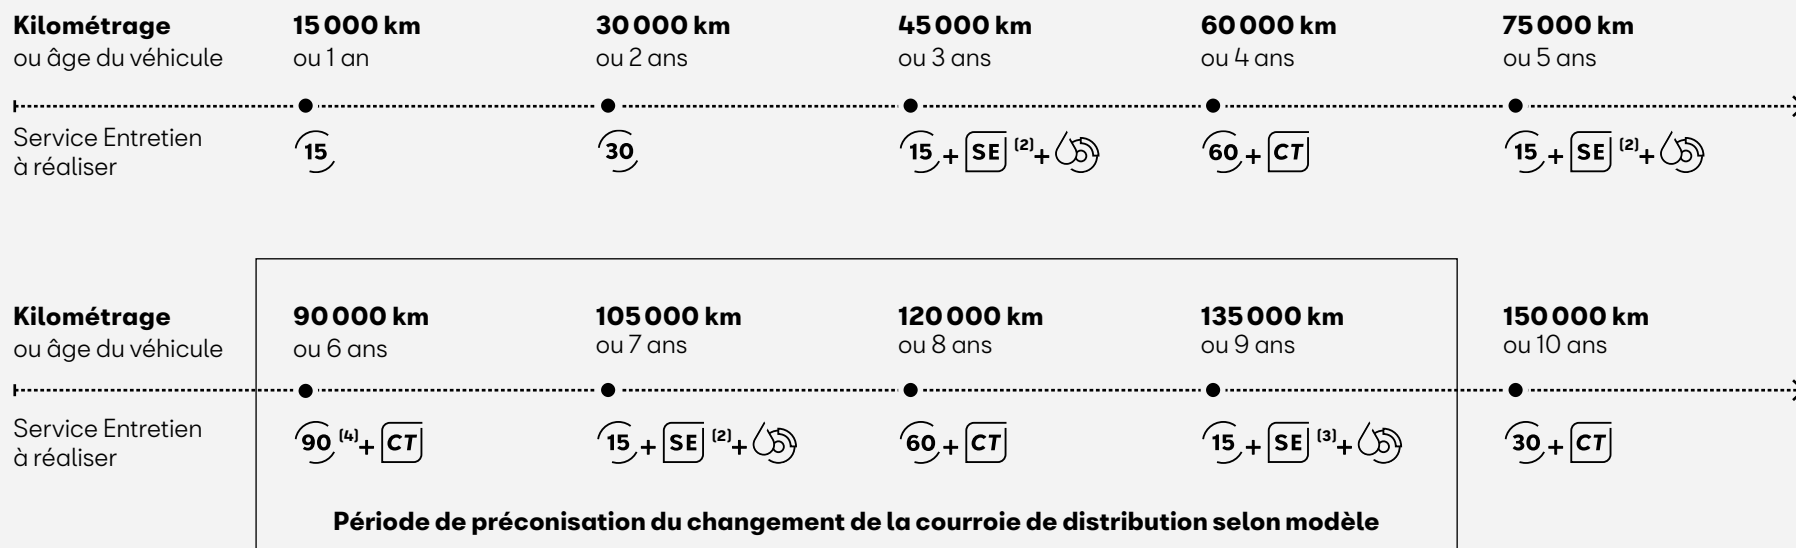 Kilométrage 15 000 km 30 000 km 45 000 km 60 000 km 75 000 km
ou âge du véhicule ou 1 an ou 2 ans ou 3 ans ou 4 ans ou 5 ans
Service Entretien
à réaliser
15 30 15 + SE (2)+ 60 + CT 15 + SE (2)+
Kilométrage 90 000 km 105 000 km 120 000 km 135 000 km 150 000 km
ou âge du véhicule ou 6 ans ou 7 ans ou 8 ans ou 9 ans ou 10 ans
Service Entretien
à réaliser
90 (4)+ CT 15 + SE (2)+ 60 + CT 15 + SE (3)+ 30 + CT
Période de préconisation du changement de la courroie de distribution selon modèle